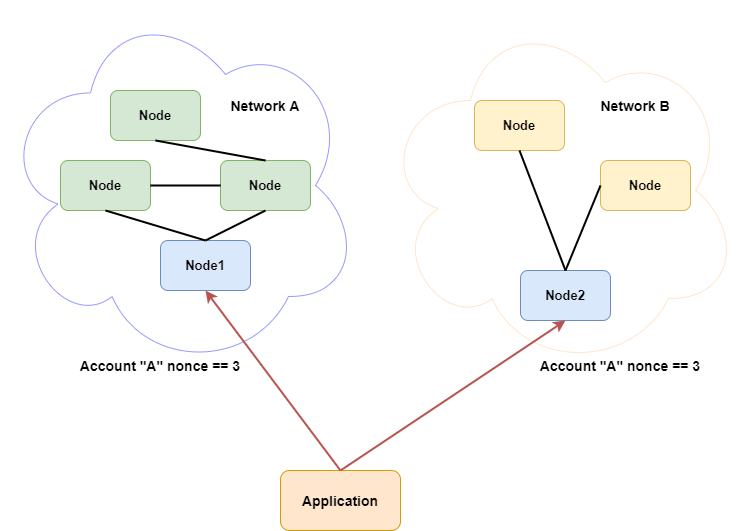 Network A
Node
Node
Node
Node1
Account "A" nonce == 3
Network B
Node
Node
Node2
Account "A" nonce == 3
Application